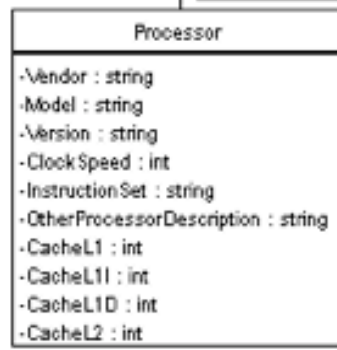 Processor
-Vendor : string
-Model : string
-Version : string
-ClockSpeed : int
-InstructionSet : string
-OtherProcessorDescription : string
-CacheL1 : int
-CacheL1I : int
-CacheL1D : int
-CacheL2 : int